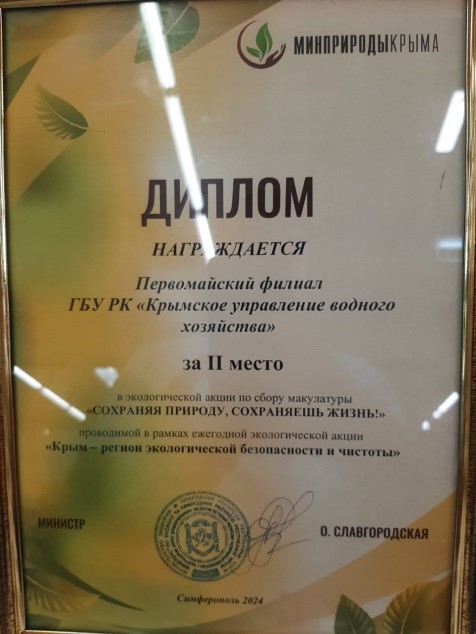 МИНПРИРОДЫКРЫМА
ДИПЛОМ
НАГРАЖДАЕТСЯ
Первомайский филиал
ГБУ РК «Крымское управление водного
хозяйства»
за II место
в экологической акции по сбору макулатуры
«СОХРАНЯЯ ПРИРОДУ, СОХРАНЯЕШЬ ЖИЗНЬ!»
проводимой в рамках ежегодной экологической акции
«Крым – регион экологической безопасности и чистоты»
МИНИСТР
О. СЛАВГОРОДСКАЯ
Симферополь 2024